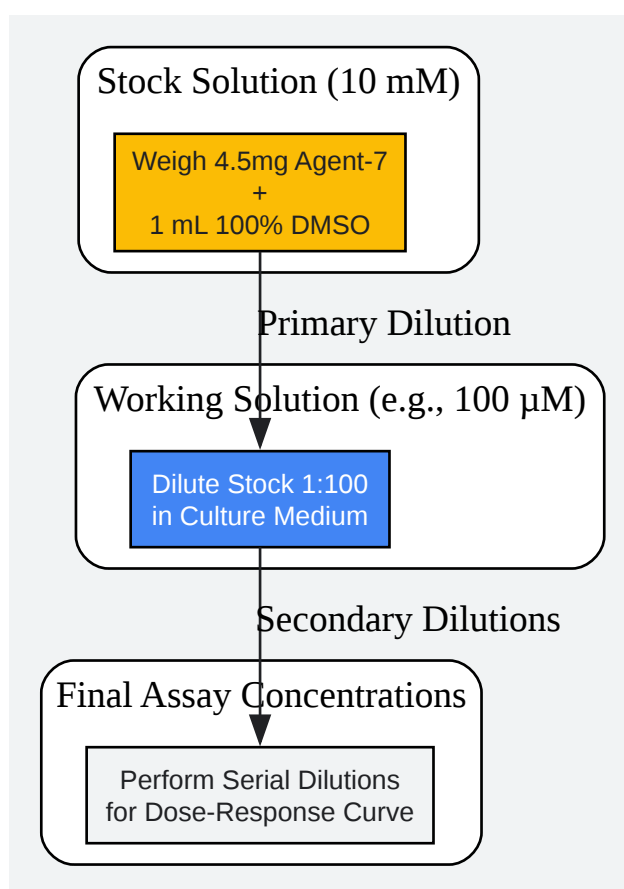 Stock Solution (10 mM)
Weigh 4.5mg Agent-7
+
1 mL 100% DMSO
Primary Dilution
Working Solution (e.g., 100 µM)
Dilute Stock 1:100
in Culture Medium
Secondary Dilutions
Final Assay Concentrations
Perform Serial Dilutions
for Dose-Response Curve